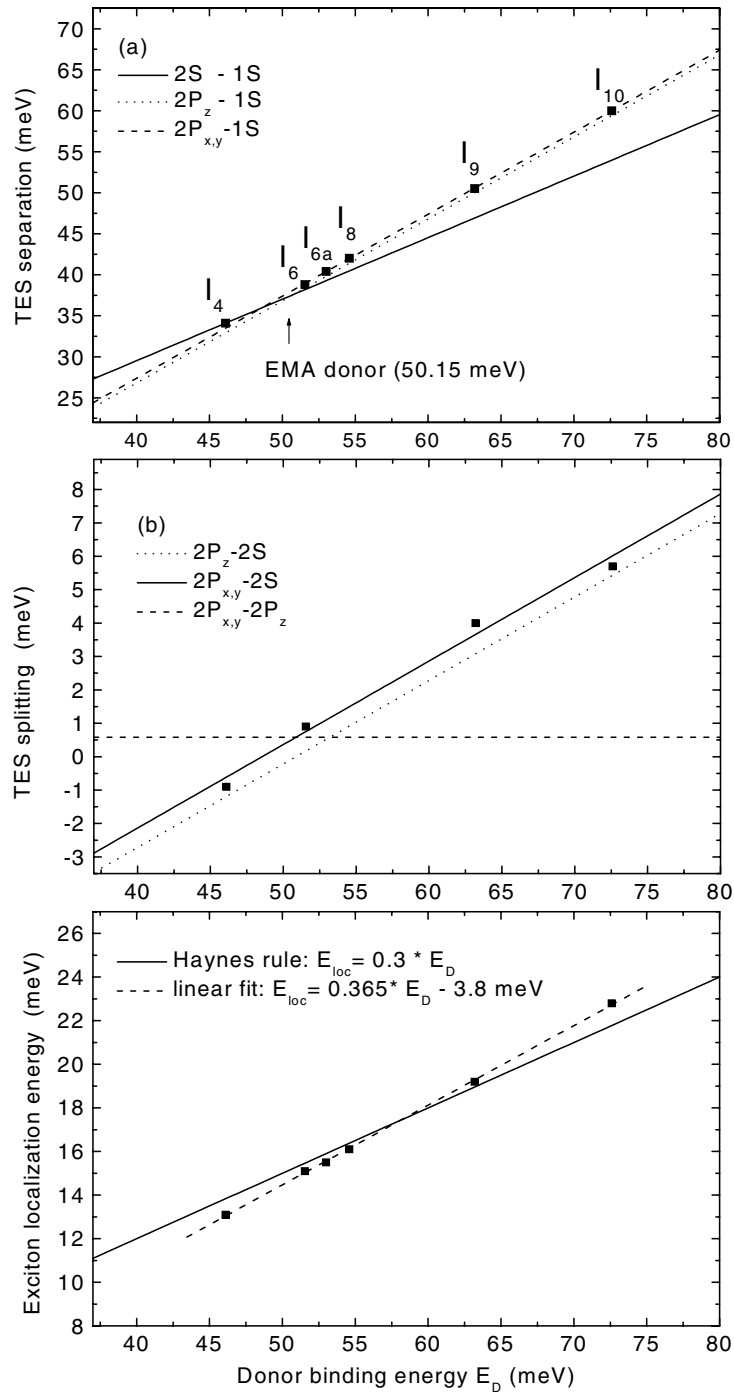 70
65
60
55
50
45
40
35
30
25
TES separation (meV)
(a)
2S - 1S
2P_z - 1S
2P_x,y-1S
I_4
I_6
I_6a
I_8
I_9
I_10
EMA donor (50.15 meV)
40 45 50 55 60 65 70 75 80
8
7
6
5
4
3
2
1
0
-1
-2
-3
TES splitting (meV)
(b)
2P_z-2S
2P_x,y-2S
2P_x,y-2P_z
40 45 50 55 60 65 70 75 80
26
24
22
20
18
16
14
12
10
8
Exciton localization energy (meV)
Haynes rule: E_loc= 0.3 * E_D
linear fit: E_loc= 0.365* E_D - 3.8 meV
40 45 50 55 60 65 70 75 80
Donor binding energy E_D (meV)